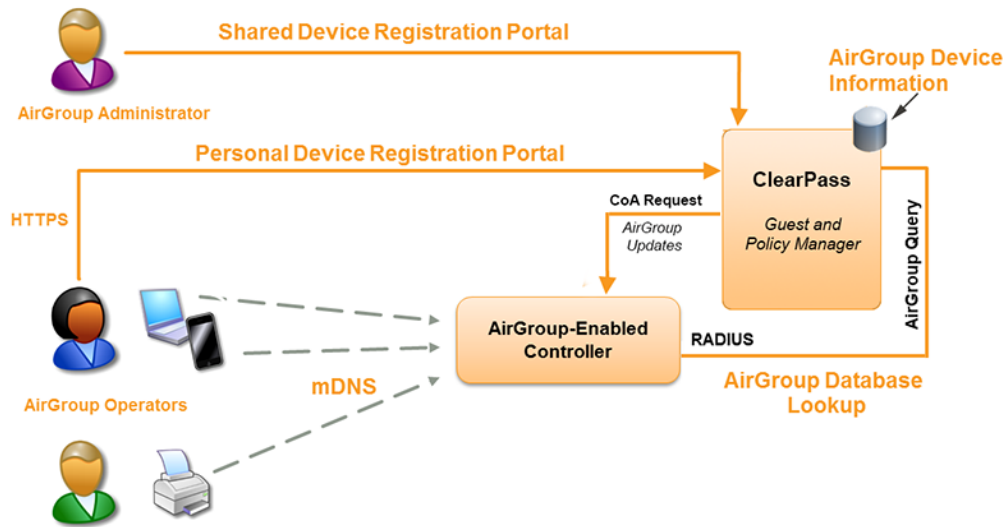 Shared Device Registration Portal
AirGroup Device
Information
AirGroup Administrator
Personal Device Registration Portal
ClearPass
Guest and
Policy Manager
HTTPS
CoA Request
AirGroup
Updates
AirGroup Query
AirGroup-Enabled
Controller
RADIUS
mDNS
AirGroup Database
Lookup
AirGroup Operators